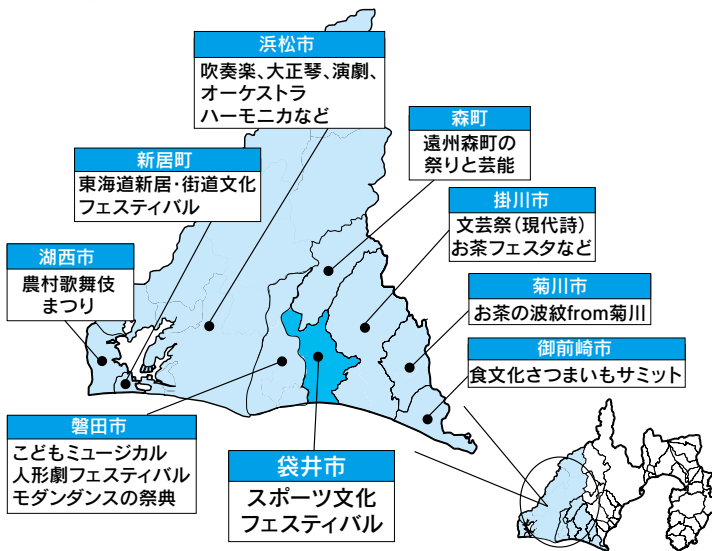 浜松市
吹奏楽、大正琴、演劇、
オーケストラ
ハーモニカなど
森町
遠州森町の
祭りと芸能
新居町
東海道新居・街道文化
フェスティバル
掛川市
文芸祭（現代詩）
お茶フェスタなど
湖西市
農村歌舞伎
まつり
菊川市
お茶の波紋from菊川
御前崎市
食文化さつまいもサミット
磐田市
こどもミュージカル
人形劇フェスティバル
モダンダンスの祭典
袋井市
スポーツ文化
フェスティバル